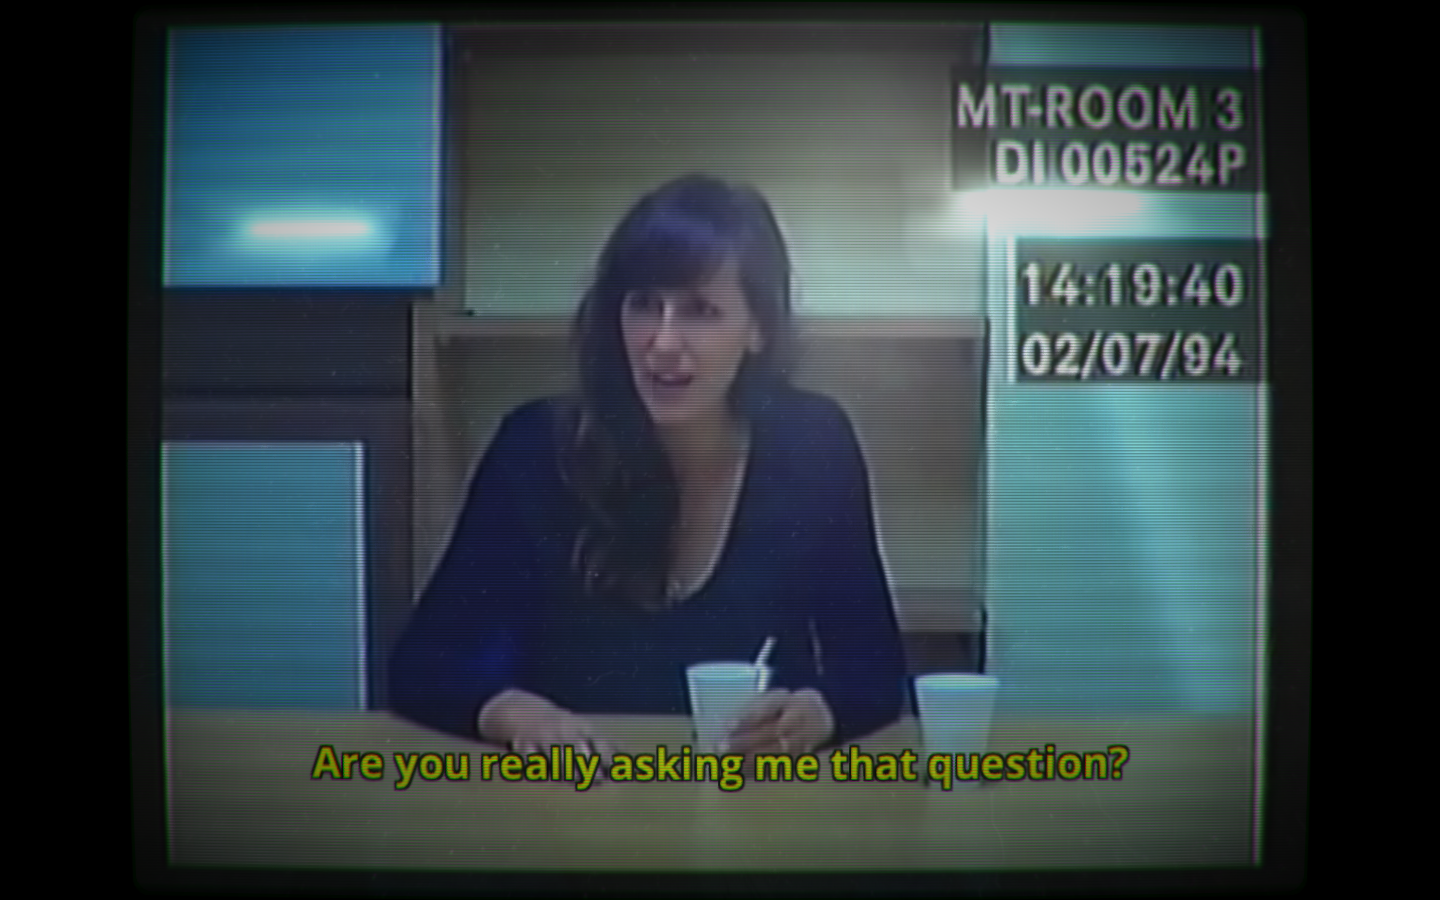 MT-ROOM 3
DI 00524P
14:19:40
02/07/94
Are you really asking me that question?